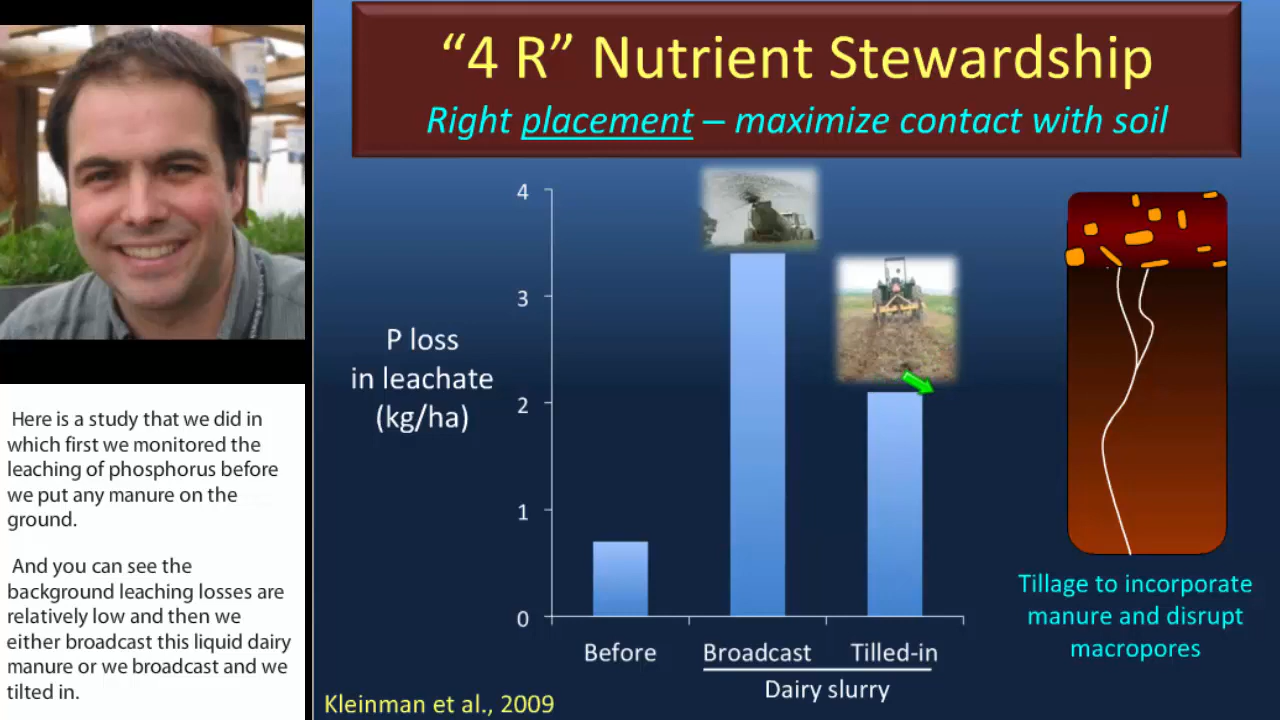 “4 R” Nutrient Stewardship
Right placement – maximize contact with soil
4
3
2
1
0
P loss
in leachate
(kg/ha)
Before
Broadcast
Tilled-in
Dairy slurry
Kleinman et al., 2009
Tillage to incorporate
manure and disrupt
macropores
Here is a study that we did in
which first we monitored the
leaching of phosphorus before
we put any manure on the
ground.
And you can see the
background leaching losses are
relatively low and then we
either broadcast this liquid dairy
manure or we broadcast and we
tilted in.